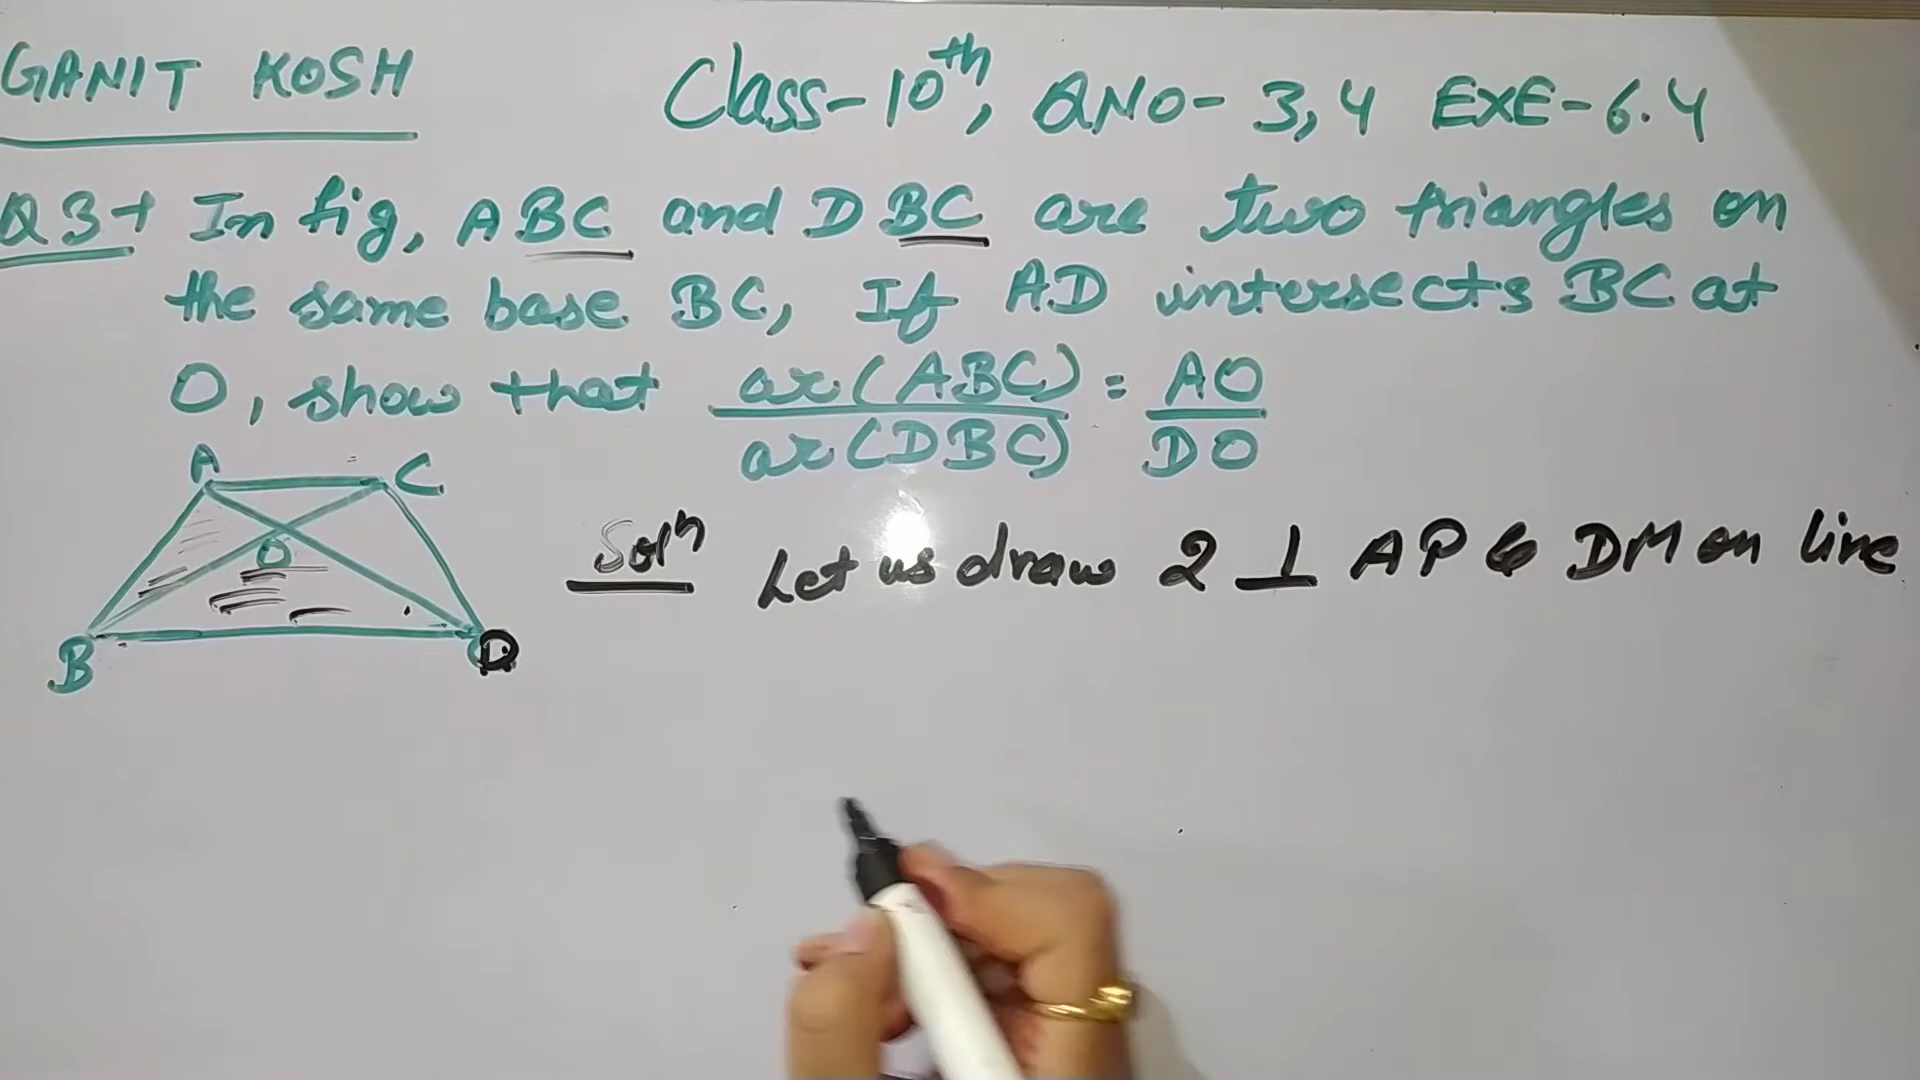 GANIT KOSH Class-10th, QNO- 3,4 EXE-6.4
Q3→ In fig, ABC and DBC are two triangles on
the same base BC, If AD intersects BC at
O, show that ar(ABC)/ar(DBC) = AO/DO
A C
O
B D
Solⁿ Let us draw 2 ⊥ AP & DM on line